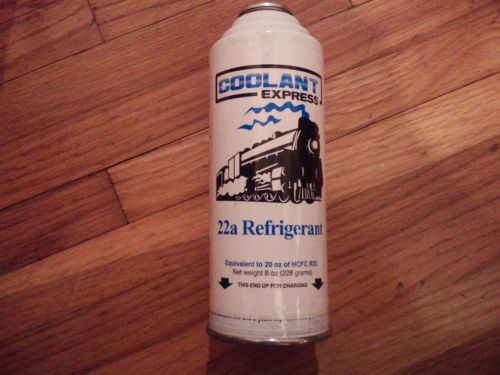 COOLANT
EXPRESS
22a Refrigerant
Equivalent to 20 oz of HCFC R22
Net weight 8 oz (226 grams)
THIS END UP FOR CHARGING